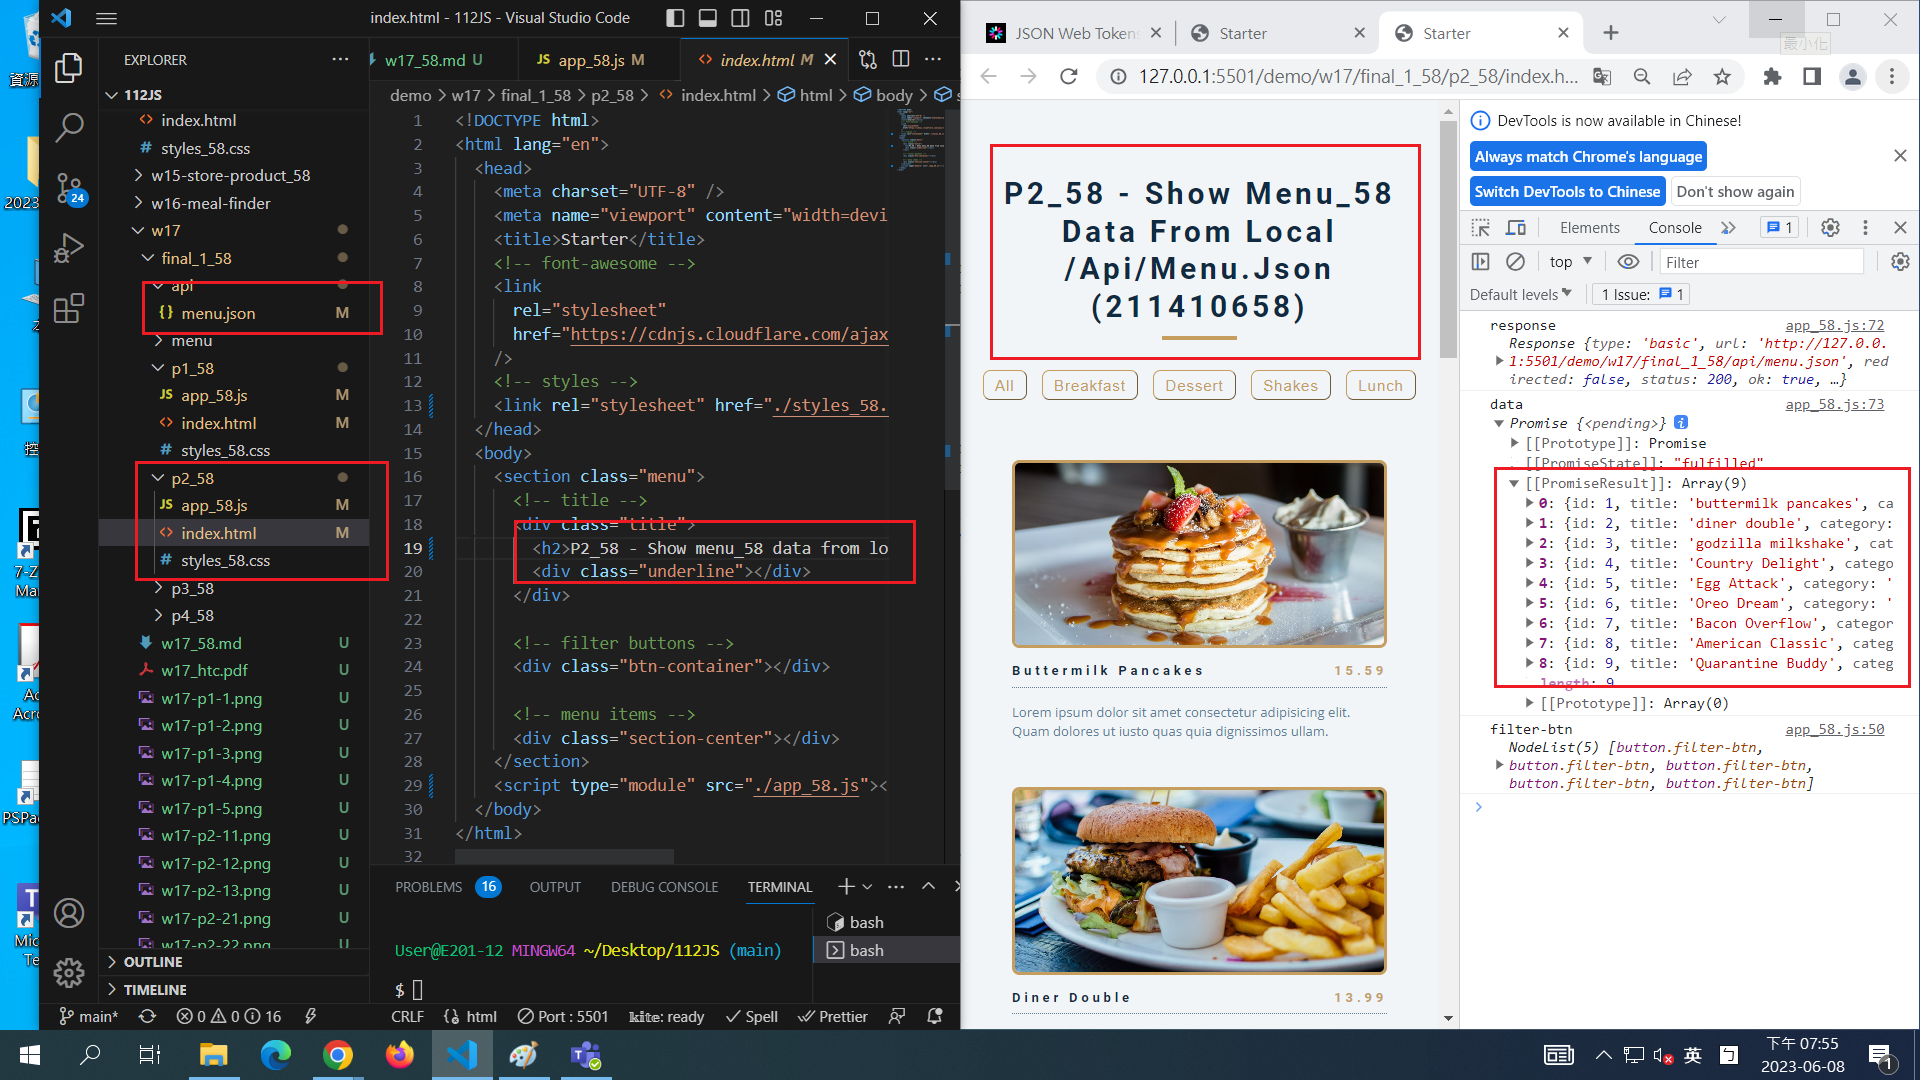 index.html - 112JS - Visual Studio Code
EXPLORER
112JS
index.html
styles_58.css
w15-store-product_58
w16-meal-finder
w17
final_1_58
api
menu.json M
menu
p1_58
app_58.js M
index.html M
styles_58.css
p2_58
app_58.js M
index.html M
styles_58.css
p3_58
p4_58
w17_58.md U
w17_htc.pdf U
w17-p1-1.png U
w17-p1-2.png U
w17-p1-3.png U
w17-p1-4.png U
w17-p1-5.png U
w17-p2-11.png U
w17-p2-12.png U
w17-p2-13.png U
w17-p2-21.png U
w17-p2-22.png U
OUTLINE
TIMELINE
24
w17_58.md U
JS app_58.js M
index.html M
demo > w17 > final_1_58 > p2_58 > index.html > html > body >
1 <!DOCTYPE html>
2 <html lang="en">
3 <head>
4 <meta charset="UTF-8" />
5 <meta name="viewport" content="width=devi
6 <title>Starter</title>
7 <!-- font-awesome -->
8 <link
9 rel="stylesheet"
10 href="https://cdnjs.cloudflare.com/ajax
11 />
12 <!-- styles -->
13 <link rel="stylesheet" href="./styles_58.
14 </head>
15 <body>
16 <section class="menu">
17 <!-- title -->
18 <div class="title">
19 <h2>P2_58 - Show menu_58 data from lo
20 <div class="underline"></div>
21 </div>
22
23 <!-- filter buttons -->
24 <div class="btn-container"></div>
25
26 <!-- menu items -->
27 <div class="section-center"></div>
28 </section>
29 <script type="module" src="./app_58.js"><
30 </body>
31 </html>
32
PROBLEMS 16 OUTPUT DEBUG CONSOLE TERMINAL
bash
bash
User@E201-12 MINGW64 ~/Desktop/112JS (main)
$
main* 0 0 16 CRLF html Port : 5501 kite: ready Spell Prettier
JSON Web Token
Starter
Starter
最小化
127.0.0.1:5501/demo/w17/final_1_58/p2_58/index.h...
P2_58 - Show Menu_58
Data From Local
/Api/Menu.Json
(211410658)
All Breakfast Dessert Shakes Lunch
Buttermilk Pancakes 15.59
Lorem ipsum dolor sit amet consectetur adipisicing elit.
Quam dolores ut iusto quas quia dignissimos ullam.
Diner Double 13.99
DevTools is now available in Chinese!
Always match Chrome's language
Switch DevTools to Chinese Don't show again
Elements Console 1
top Filter
Default levels 1 Issue: 1
response app_58.js:72
Response {type: 'basic', url: 'http://127.0.0.
1:5501/demo/w17/final_1_58/api/menu.json', red
irected: false, status: 200, ok: true, …}
data app_58.js:73
Promise {<pending>}
[[Prototype]]: Promise
[[PromiseState]]: "fulfilled"
[[PromiseResult]]: Array(9)
0: {id: 1, title: 'buttermilk pancakes', ca
1: {id: 2, title: 'diner double', category:
2: {id: 3, title: 'godzilla milkshake', cat
3: {id: 4, title: 'Country Delight', catego
4: {id: 5, title: 'Egg Attack', category: '
5: {id: 6, title: 'Oreo Dream', category: '
6: {id: 7, title: 'Bacon Overflow', categor
7: {id: 8, title: 'American Classic', categ
8: {id: 9, title: 'Quarantine Buddy', categ
length: 9
[[Prototype]]: Array(0)
filter-btn app_58.js:50
NodeList(5) [button.filter-btn,
button.filter-btn, button.filter-btn,
button.filter-btn, button.filter-btn]
英
下午 07:55
2023-06-08
1